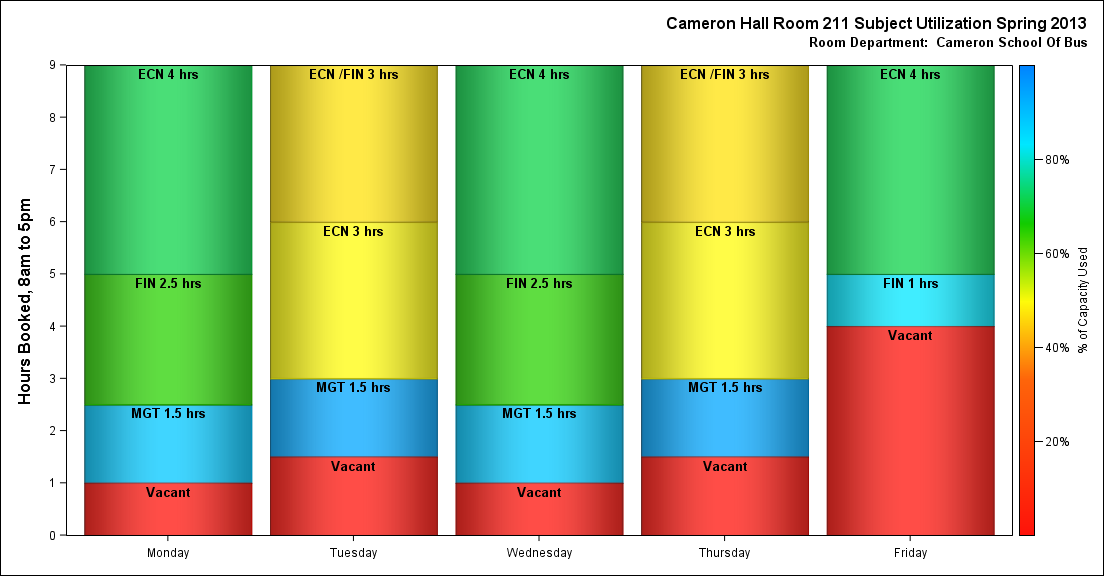 Cameron Hall Room 211 Subject Utilization Spring 2013
Room Department:  Cameron School Of Bus
Hours Booked, 8am to 5pm
9
8
7
6
5
4
3
2
1
0
ECN 4 hrs
FIN 2.5 hrs
MGT 1.5 hrs
Vacant
Monday
ECN /FIN 3 hrs
ECN 3 hrs
MGT 1.5 hrs
Vacant
Tuesday
ECN 4 hrs
FIN 2.5 hrs
MGT 1.5 hrs
Vacant
Wednesday
ECN /FIN 3 hrs
ECN 3 hrs
MGT 1.5 hrs
Vacant
Thursday
ECN 4 hrs
FIN 1 hrs
Vacant
Friday
80%
60%
40%
20%
% of Capacity Used